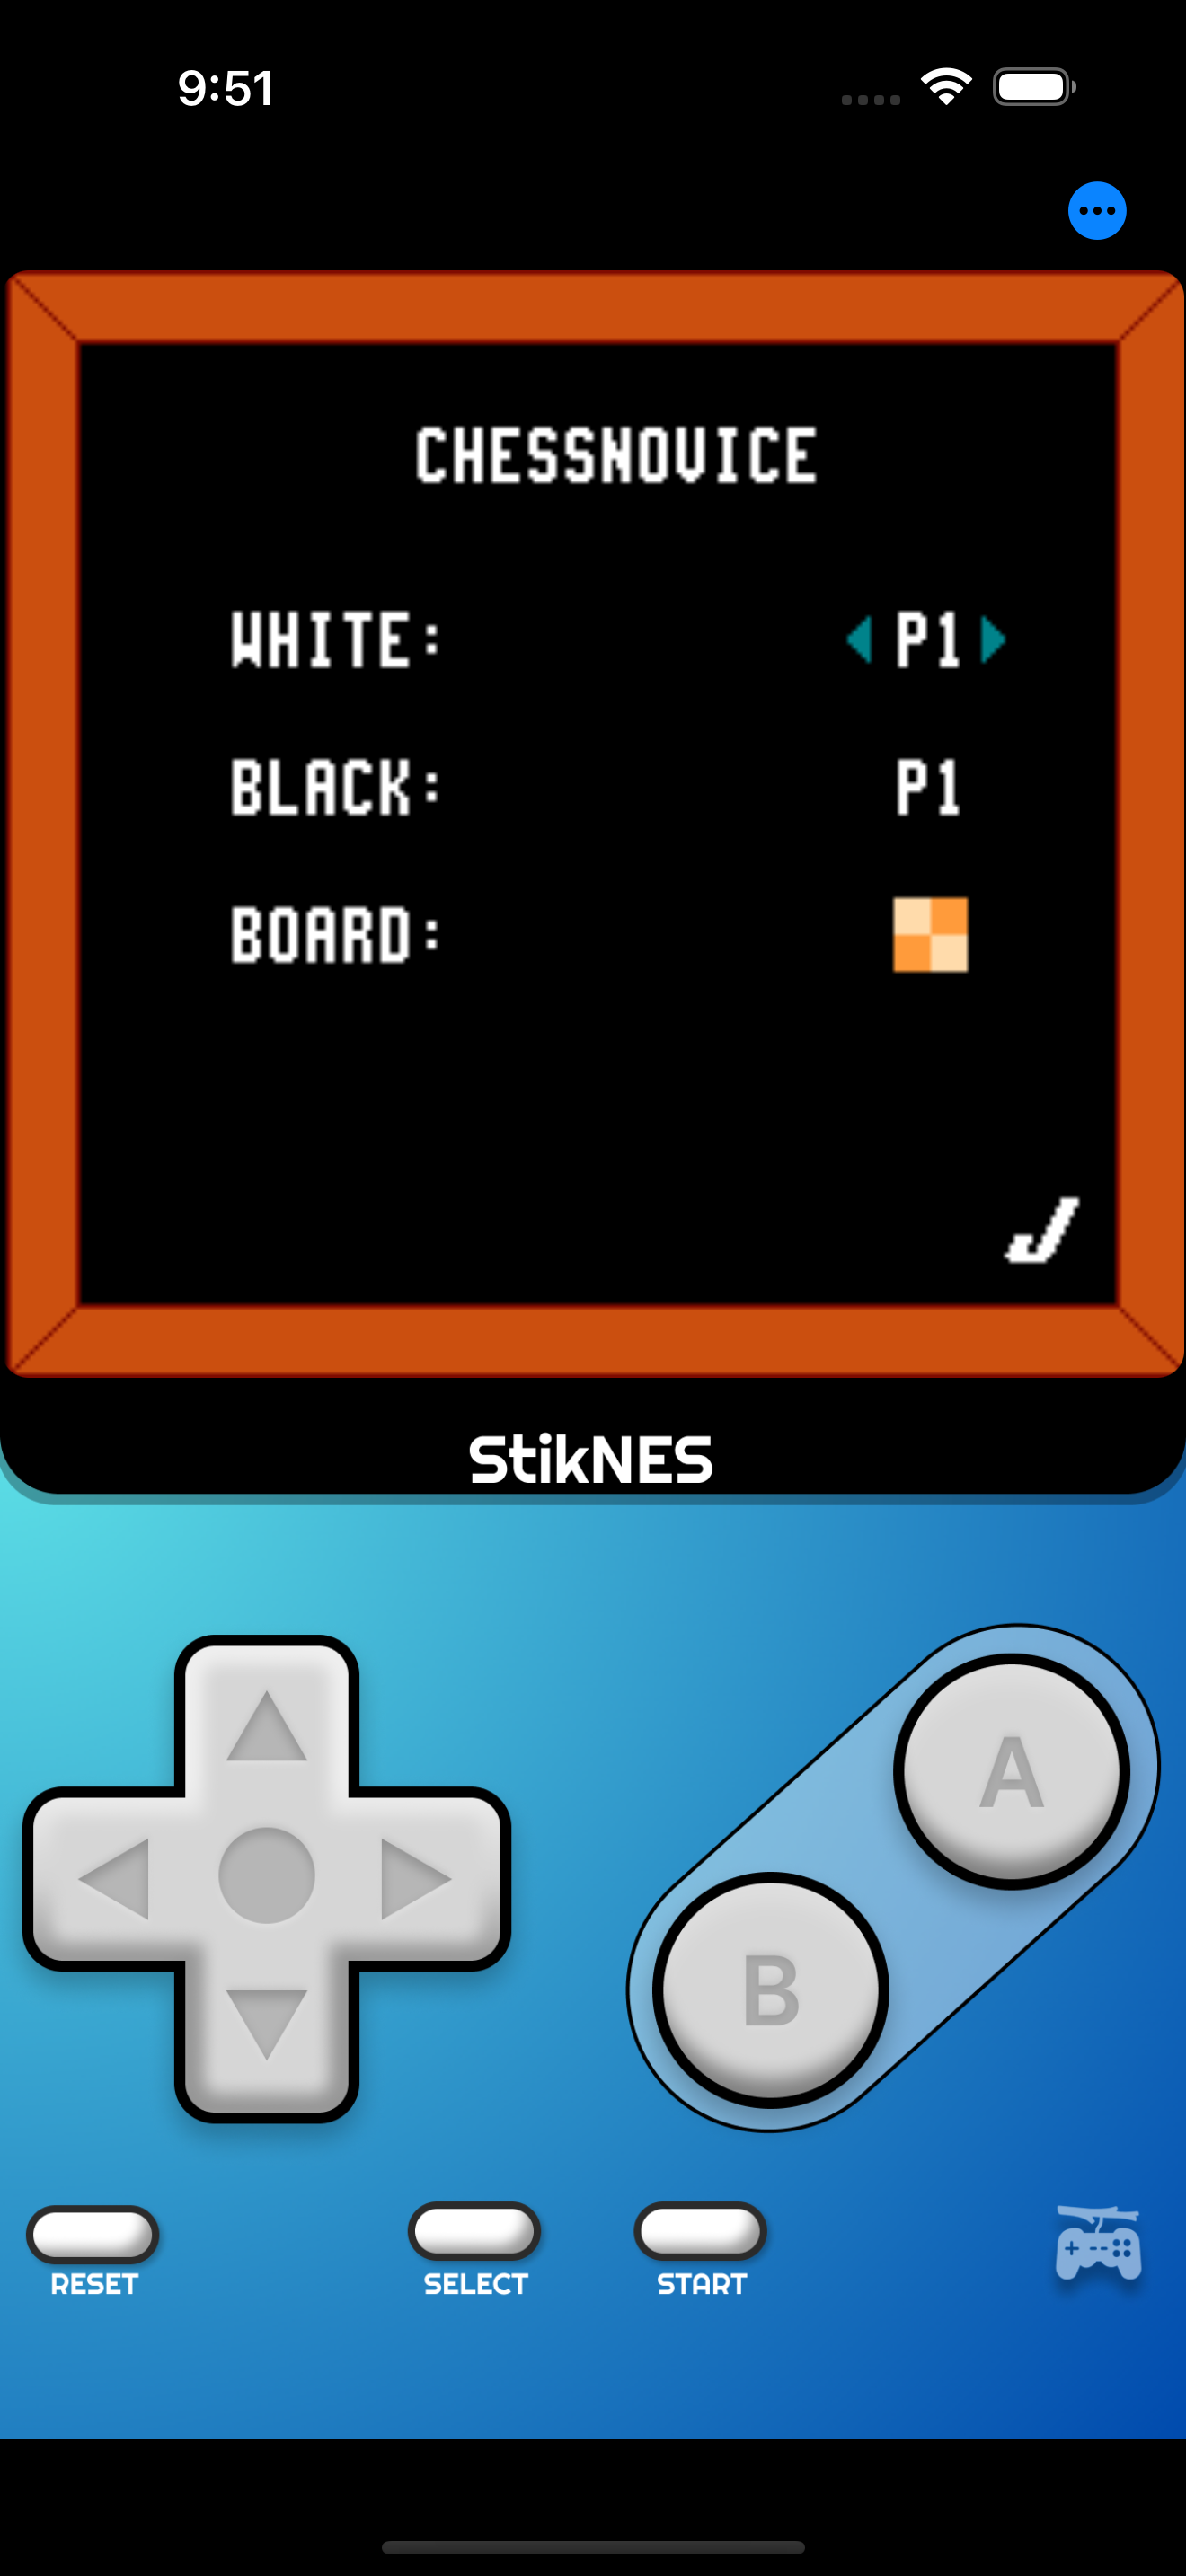 9:51
CHESSNOVICE
WHITE: P1
BLACK: P1
BOARD:
J
StikNES
A
B
RESET SELECT START